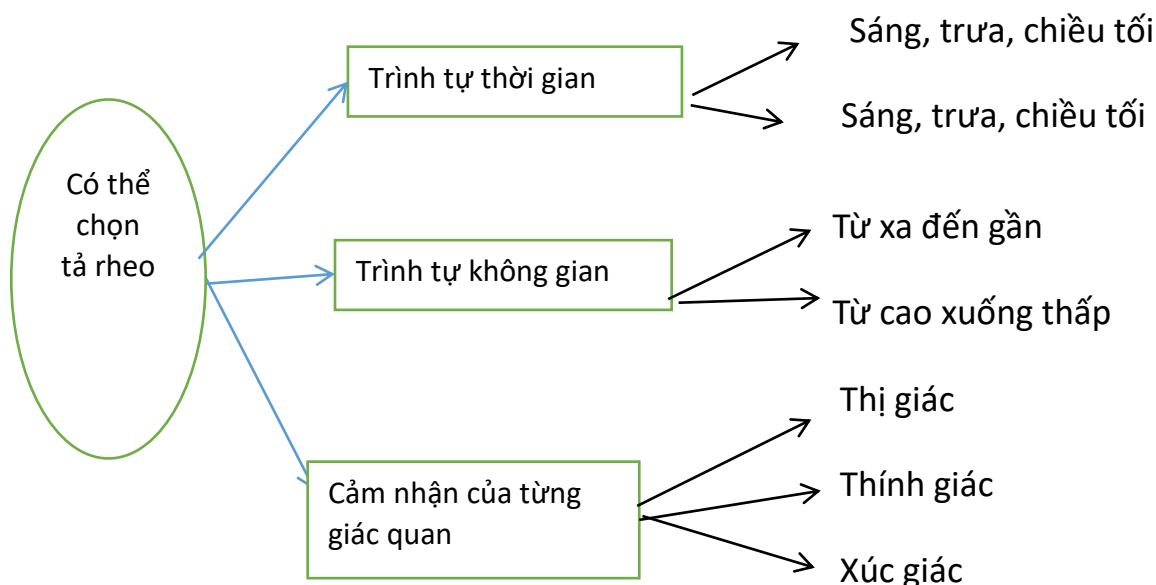 Có thể
chọn
tả rheo
Trình tự thời gian
Sáng, trưa, chiều tối
Sáng, trưa, chiều tối
Trình tự không gian
Từ xa đến gần
Từ cao xuống thấp
Cảm nhận của từng
giác quan
Thị giác
Thính giác
Xúc giác